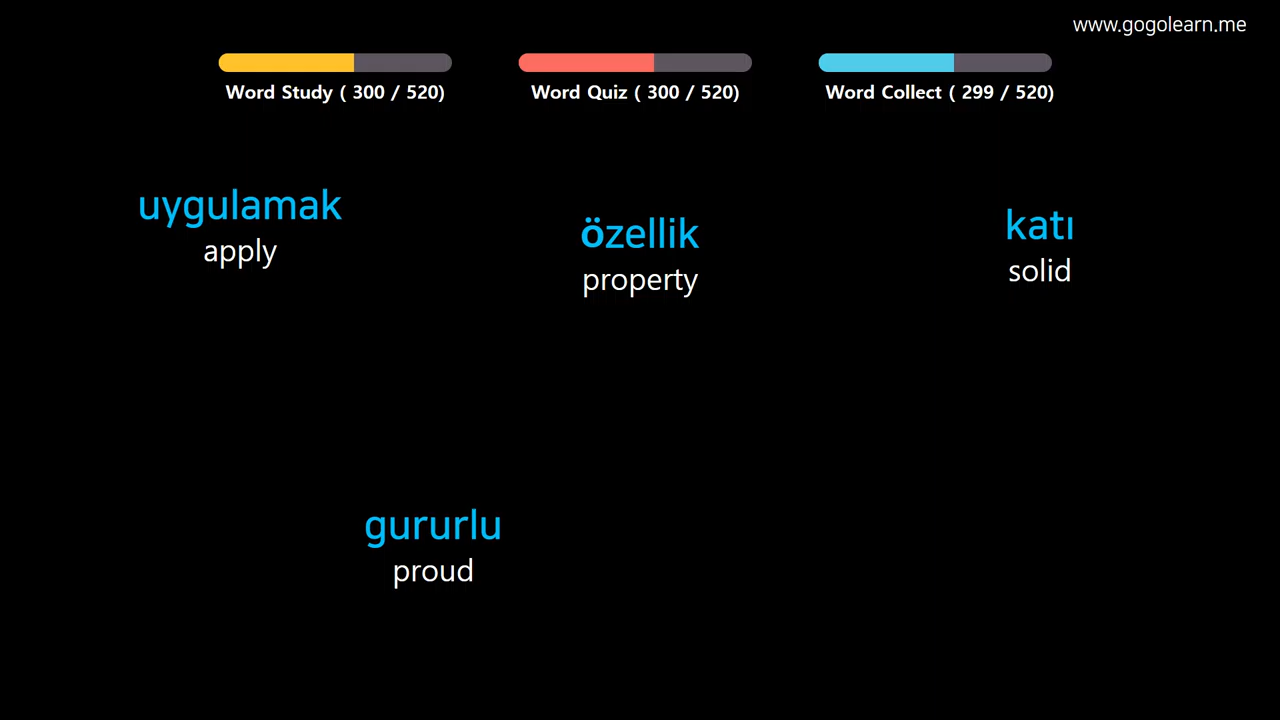 www.gogolearn.me
Word Study ( 300 / 520)
Word Quiz ( 300 / 520)
Word Collect ( 299 / 520)
uygulamak
apply
özellik
property
katı
solid
gururlu
proud